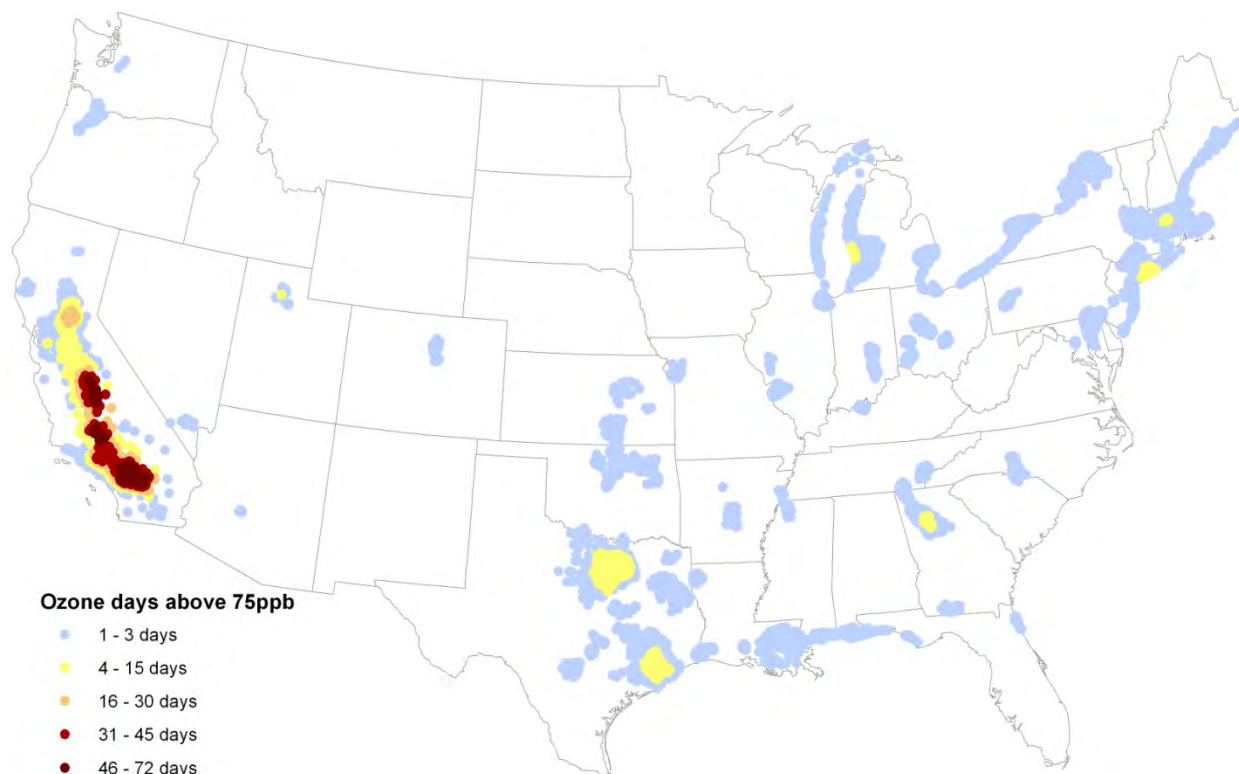 Ozone days above 75ppb
1 - 3 days
4 - 15 days
16 - 30 days
31 - 45 days
46 - 72 days